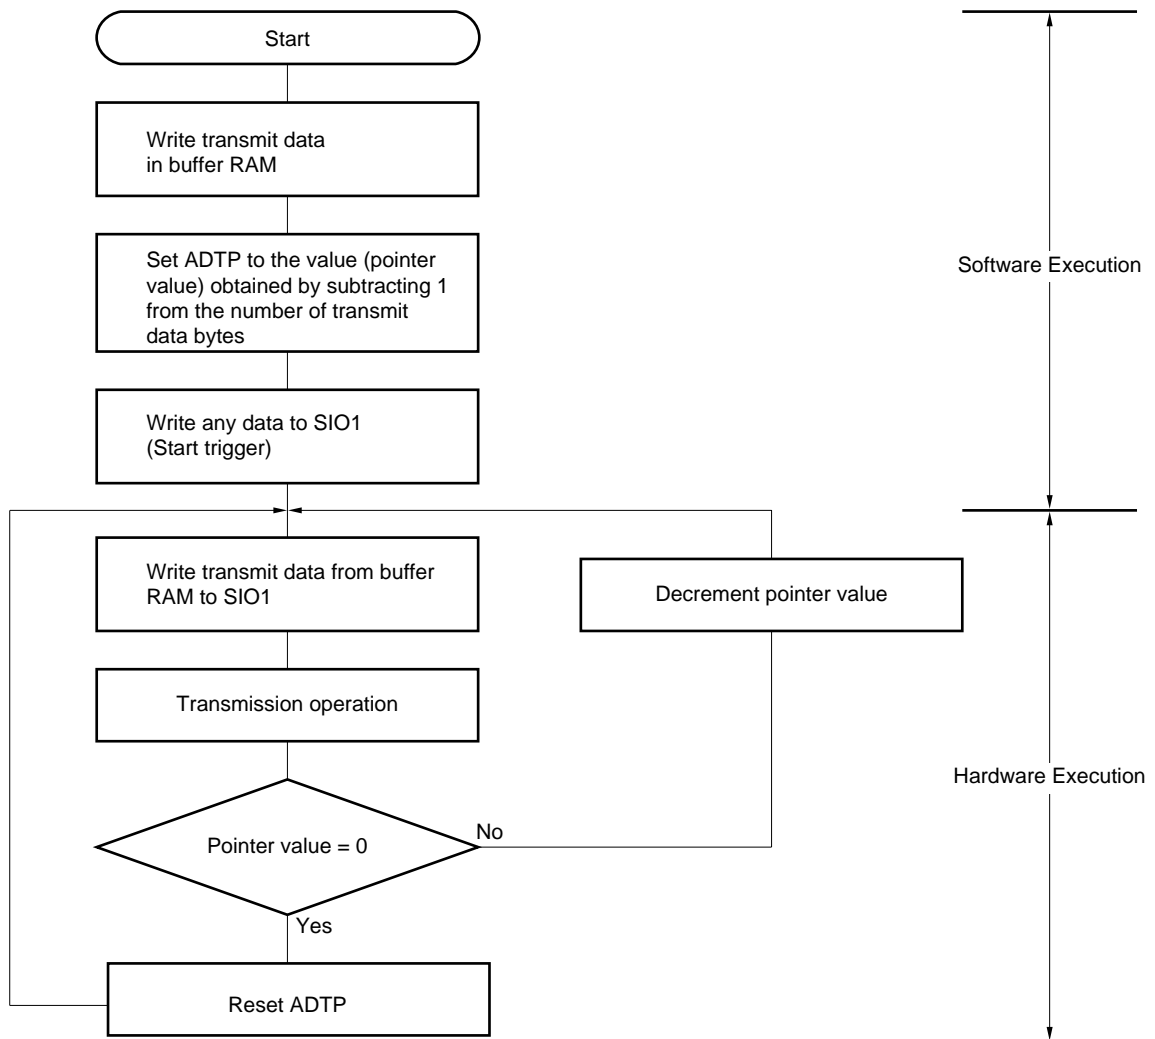 Start
Write transmit data
in buffer RAM
Set ADTP to the value (pointer
value) obtained by subtracting 1
from the number of transmit
data bytes
Software Execution
Write any data to SIO1
(Start trigger)
Write transmit data from buffer
RAM to SIO1
Decrement pointer value
Transmission operation
Hardware Execution
Pointer value = 0
No
Yes
Reset ADTP